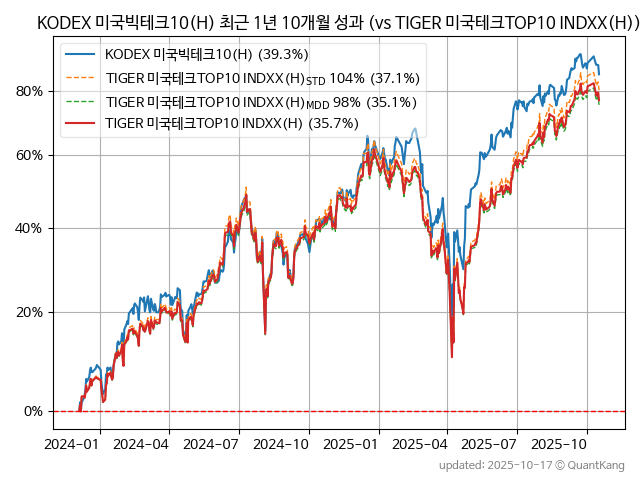 KODEX 미국빅테크10(H) 최근 1년 10개월 성과 (vs TIGER 미국테크TOP10 INDXX(H))
KODEX 미국빅테크10(H) (39.3%)
TIGER 미국테크TOP10 INDXX(H)STD 104% (37.1%)
TIGER 미국테크TOP10 INDXX(H)MDD 98% (35.1%)
TIGER 미국테크TOP10 INDXX(H) (35.7%)
80%
60%
40%
20%
0%
2024-01 2024-04 2024-07 2024-10 2025-01 2025-04 2025-07 2025-10
updated: 2025-10-17 © QuantKang